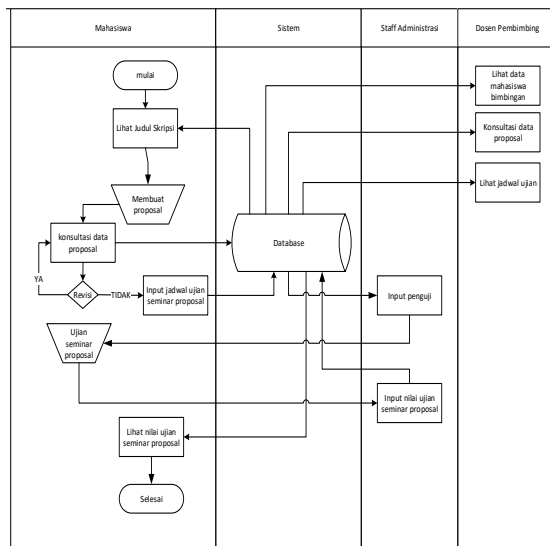 Mahasiswa
Sistem
Staff Administrasi
Dosen Pembimbing
mulai
Lihat data
mahasiswa
bimbingan
Lihat Judul Skripsi
Konsultasi data
proposal
Membuat
proposal
Lihat jadwal ujian
konsultasi data
proposal
Database
YA
Revisi
TIDAK
Input jadwal ujian
seminar proposal
Input penguji
Ujian
seminar
proposal
Input nilai ujian
seminar proposal
Lihat nilai ujian
seminar proposal
Selesai